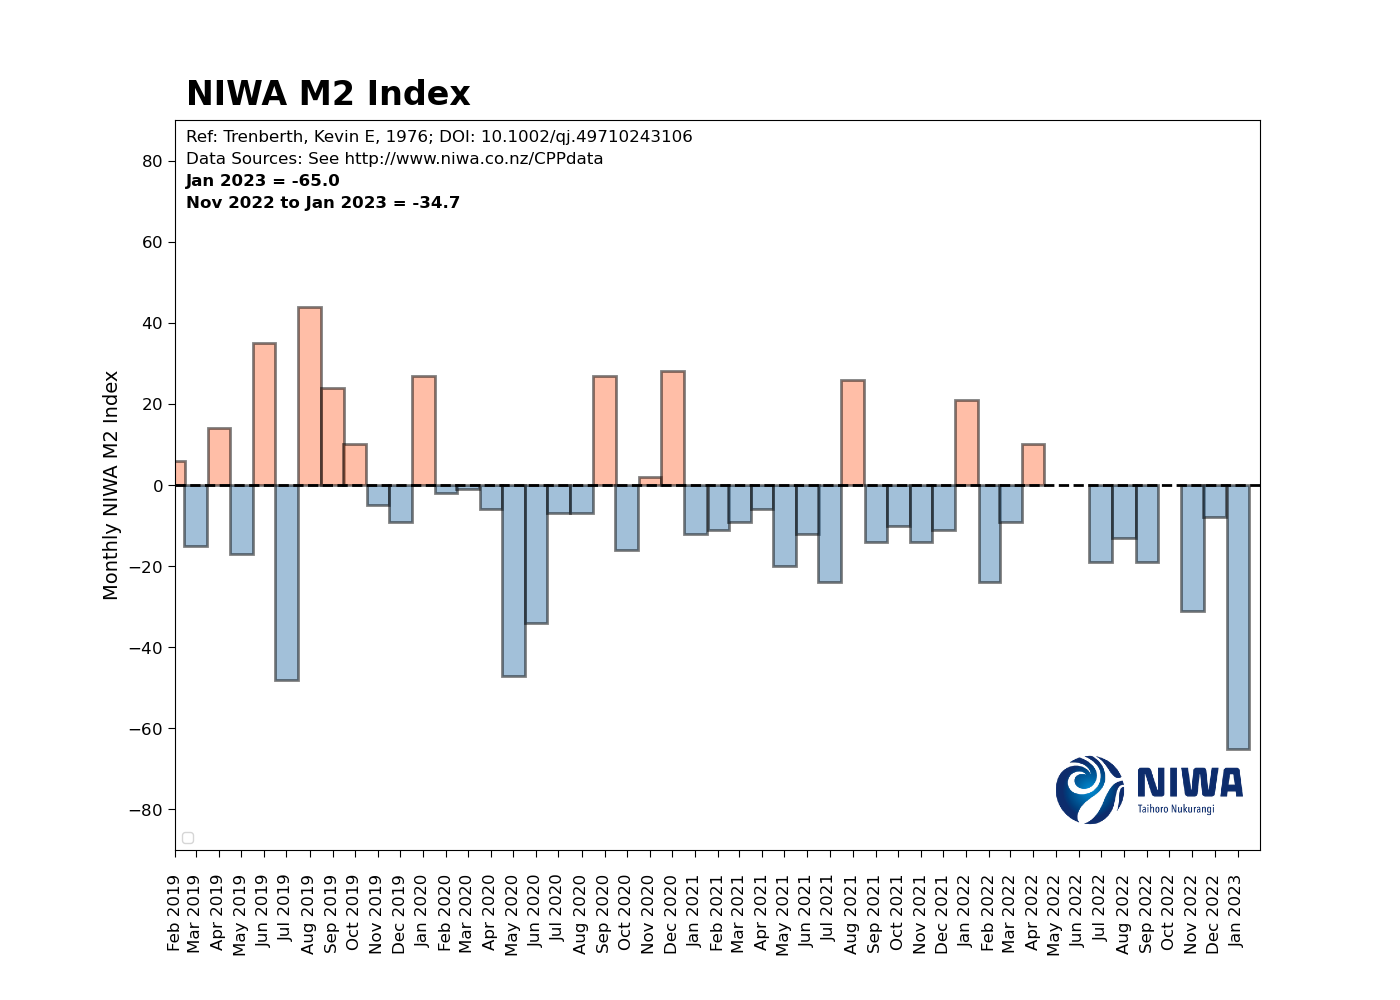 NIWA M2 Index
Ref: Trenberth, Kevin E, 1976; DOI: 10.1002/qj.49710243106
Data Sources: See http://www.niwa.co.nz/CPPdata
Jan 2023 = -65.0
Nov 2022 to Jan 2023 = -34.7
Monthly NIWA M2 Index
80
60
40
20
0
−20
−40
−60
−80
NIWA
Taihoro Nukurangi
Feb 2019
Mar 2019
Apr 2019
May 2019
Jun 2019
Jul 2019
Aug 2019
Sep 2019
Oct 2019
Nov 2019
Dec 2019
Jan 2020
Feb 2020
Mar 2020
Apr 2020
May 2020
Jun 2020
Jul 2020
Aug 2020
Sep 2020
Oct 2020
Nov 2020
Dec 2020
Jan 2021
Feb 2021
Mar 2021
Apr 2021
May 2021
Jun 2021
Jul 2021
Aug 2021
Sep 2021
Oct 2021
Nov 2021
Dec 2021
Jan 2022
Feb 2022
Mar 2022
Apr 2022
May 2022
Jun 2022
Jul 2022
Aug 2022
Sep 2022
Oct 2022
Nov 2022
Dec 2022
Jan 2023